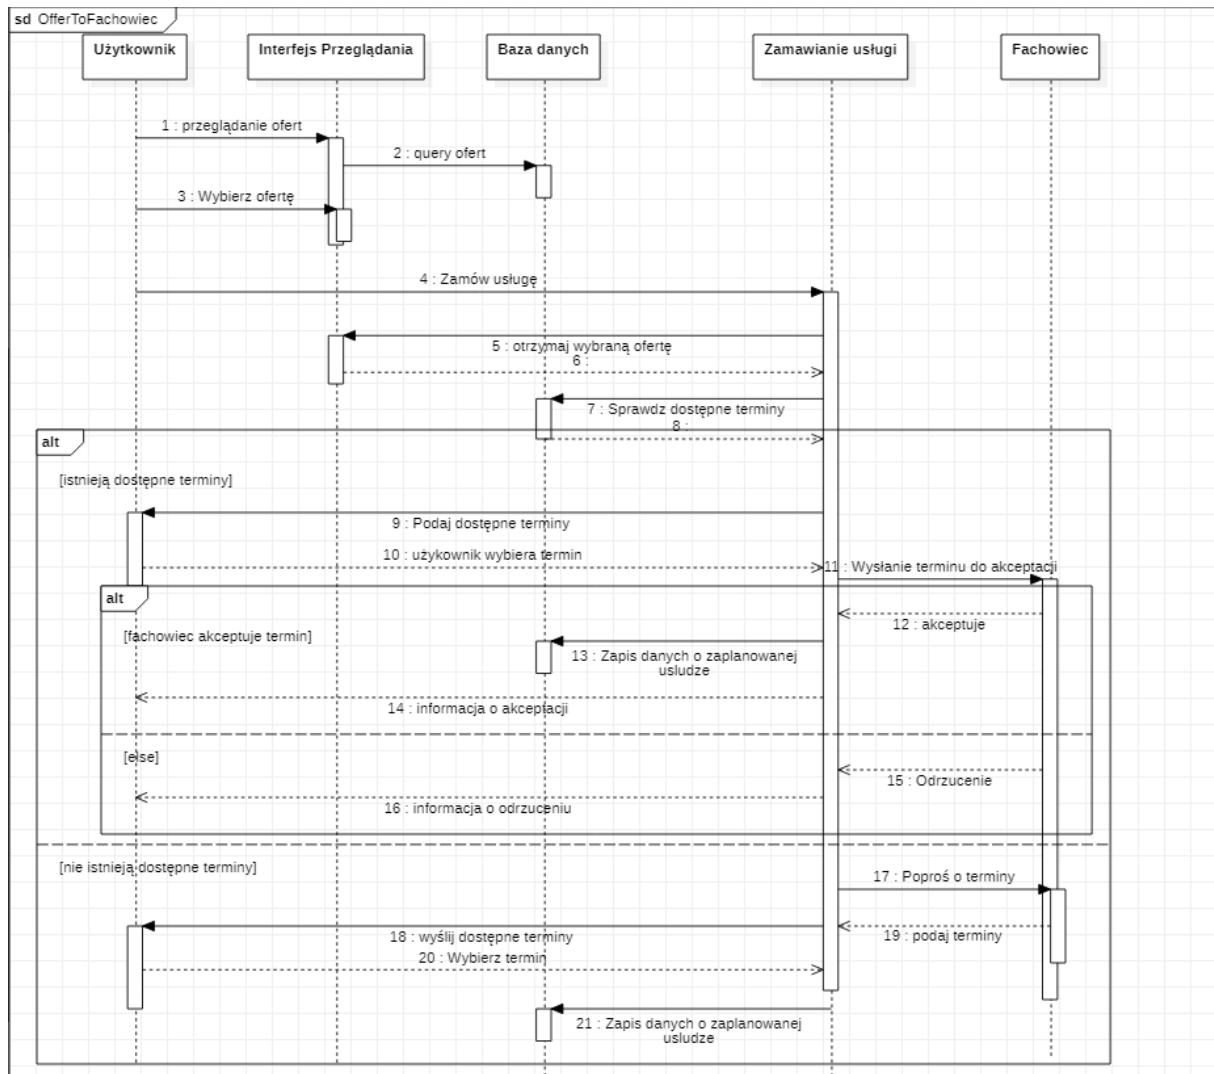 sd OfferToFachowiec
Użytkownik
Interfejs Przeglądania
Baza danych
Zamawianie usługi
Fachowiec
1 : przeglądanie ofert
2 : query ofert
3 : Wybierz ofertę
4 : Zamów usługę
5 : otrzymaj wybraną ofertę
6 :
7 : Sprawdz dostępne terminy
8 :
alt
[istnieją dostępne terminy]
9 : Podaj dostępne terminy
10 : użykownik wybiera termin
11 : Wysłanie terminu do akceptacji
alt
12 : akceptuje
[fachowiec akceptuje termin]
13 : Zapis danych o zaplanowanej
usludze
14 : informacja o akceptacji
[else]
15 : Odrzucenie
16 : informacja o odrzuceniu
[nie istnieją dostępne terminy]
17 : Poproś o terminy
18 : wyślij dostępne terminy
19 : podaj terminy
20 : Wybierz termin
21 : Zapis danych o zaplanowanej
usludze